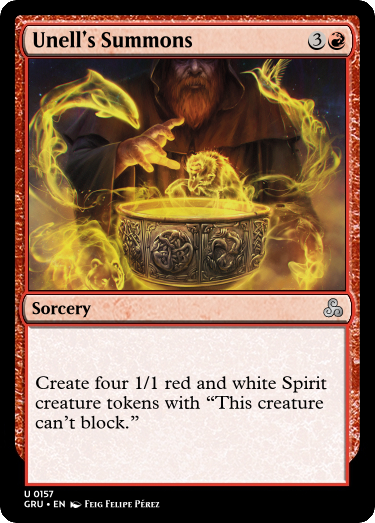 Unell's Summons 3
Sorcery
Create four 1/1 red and white Spirit
creature tokens with “This creature
can't block.”
U 0157
GRU • EN Feig Felipe Pérez